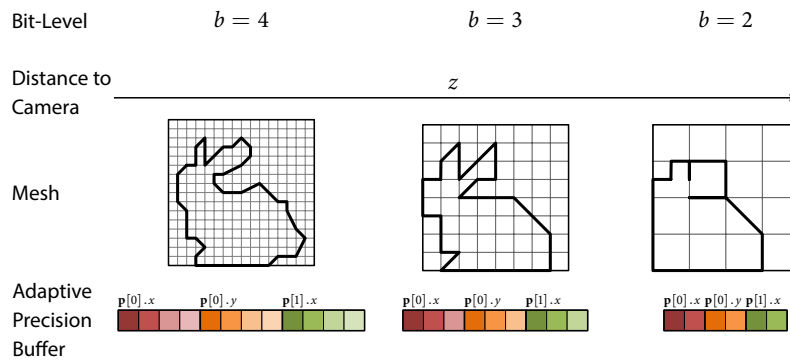 Bit-Level b = 4 b = 3 b = 2
Distance to
Camera
z
Mesh
Adaptive
Precision
Buffer
p[0].x p[0].y p[1].x
p[0].x p[0].y p[1].x
p[0].x p[0].y p[1].x